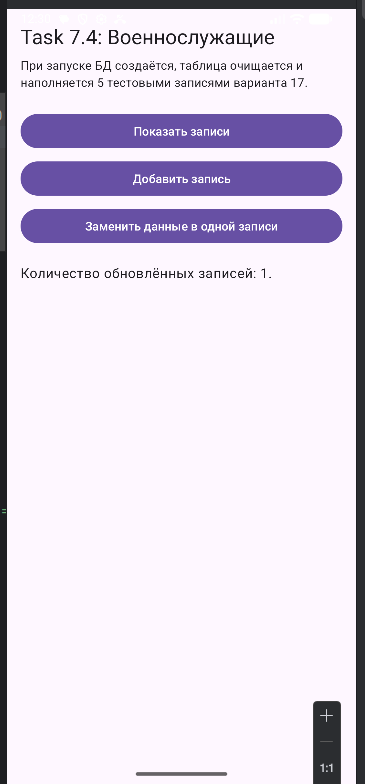 Task 7.4: Военнослужащие
При запуске БД создаётся, таблица очищается и
наполняется 5 тестовыми записями варианта 17.
Показать записи
Добавить запись
Заменить данные в одной записи
Количество обновлённых записей: 1.
1:1